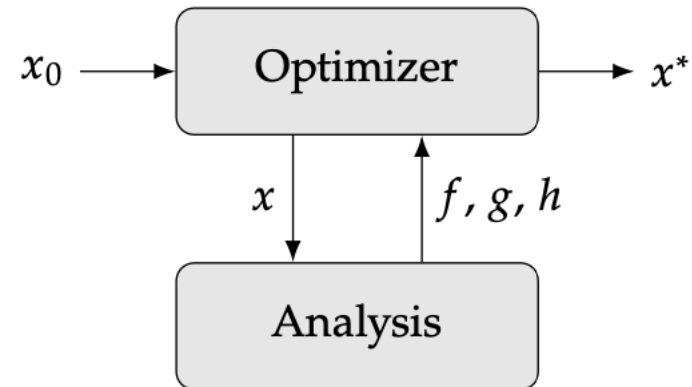 x₀ Optimizer x*
x f, g, h
Analysis